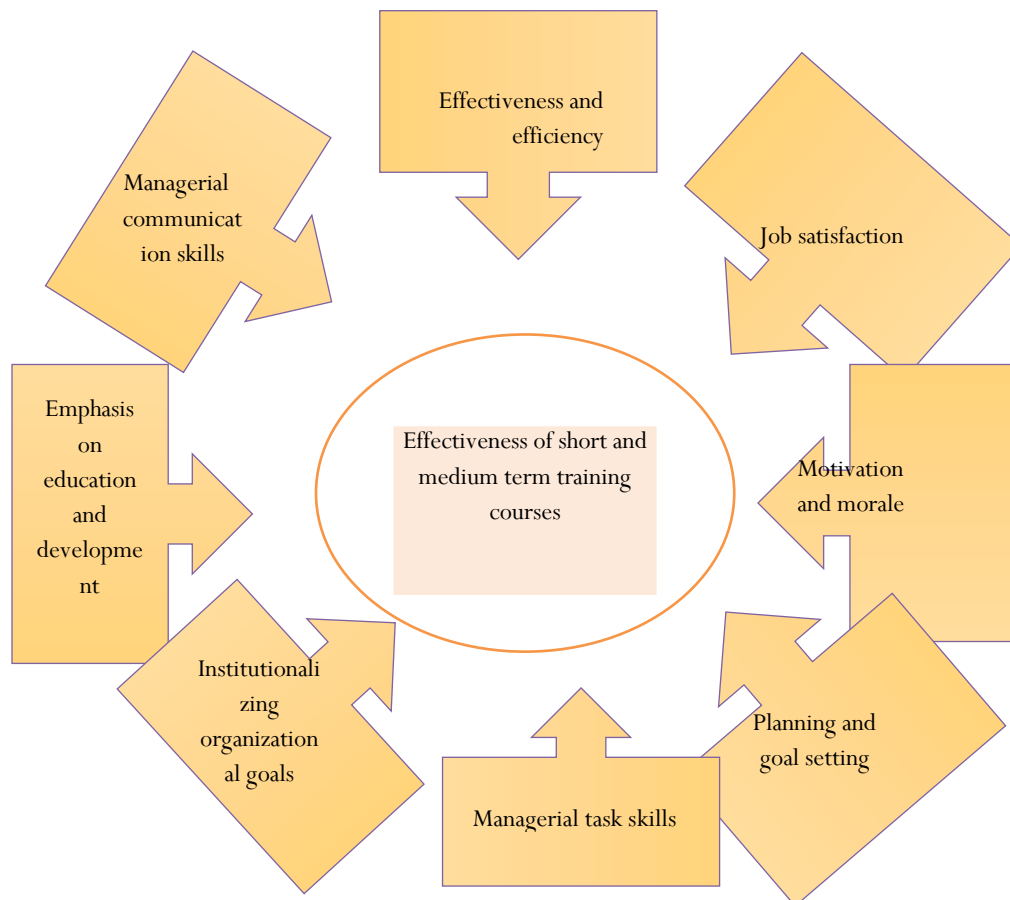 Effectiveness and
efficiency
Managerial
communicat
ion skills
Job satisfaction
Emphasis
on
education
and
developme
nt
Effectiveness of short and
medium term training
courses
Motivation
and morale
Institutionali
zing
organization
al goals
Planning and
goal setting
Managerial task skills